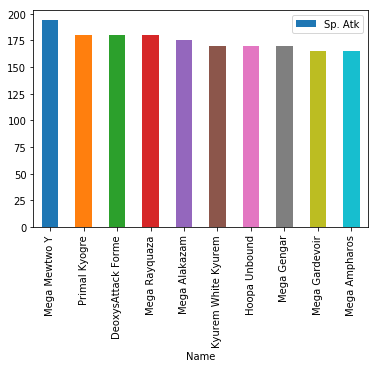 200
175
150
125
100
75
50
25
0
Sp. Atk
Mega Mewtwo Y
Primal Kyogre
DeoxysAttack Forme
Mega Rayquaza
Mega Alakazam
Kyurem White Kyurem
Hoopa Unbound
Mega Gengar
Mega Gardevoir
Mega Ampharos
Name